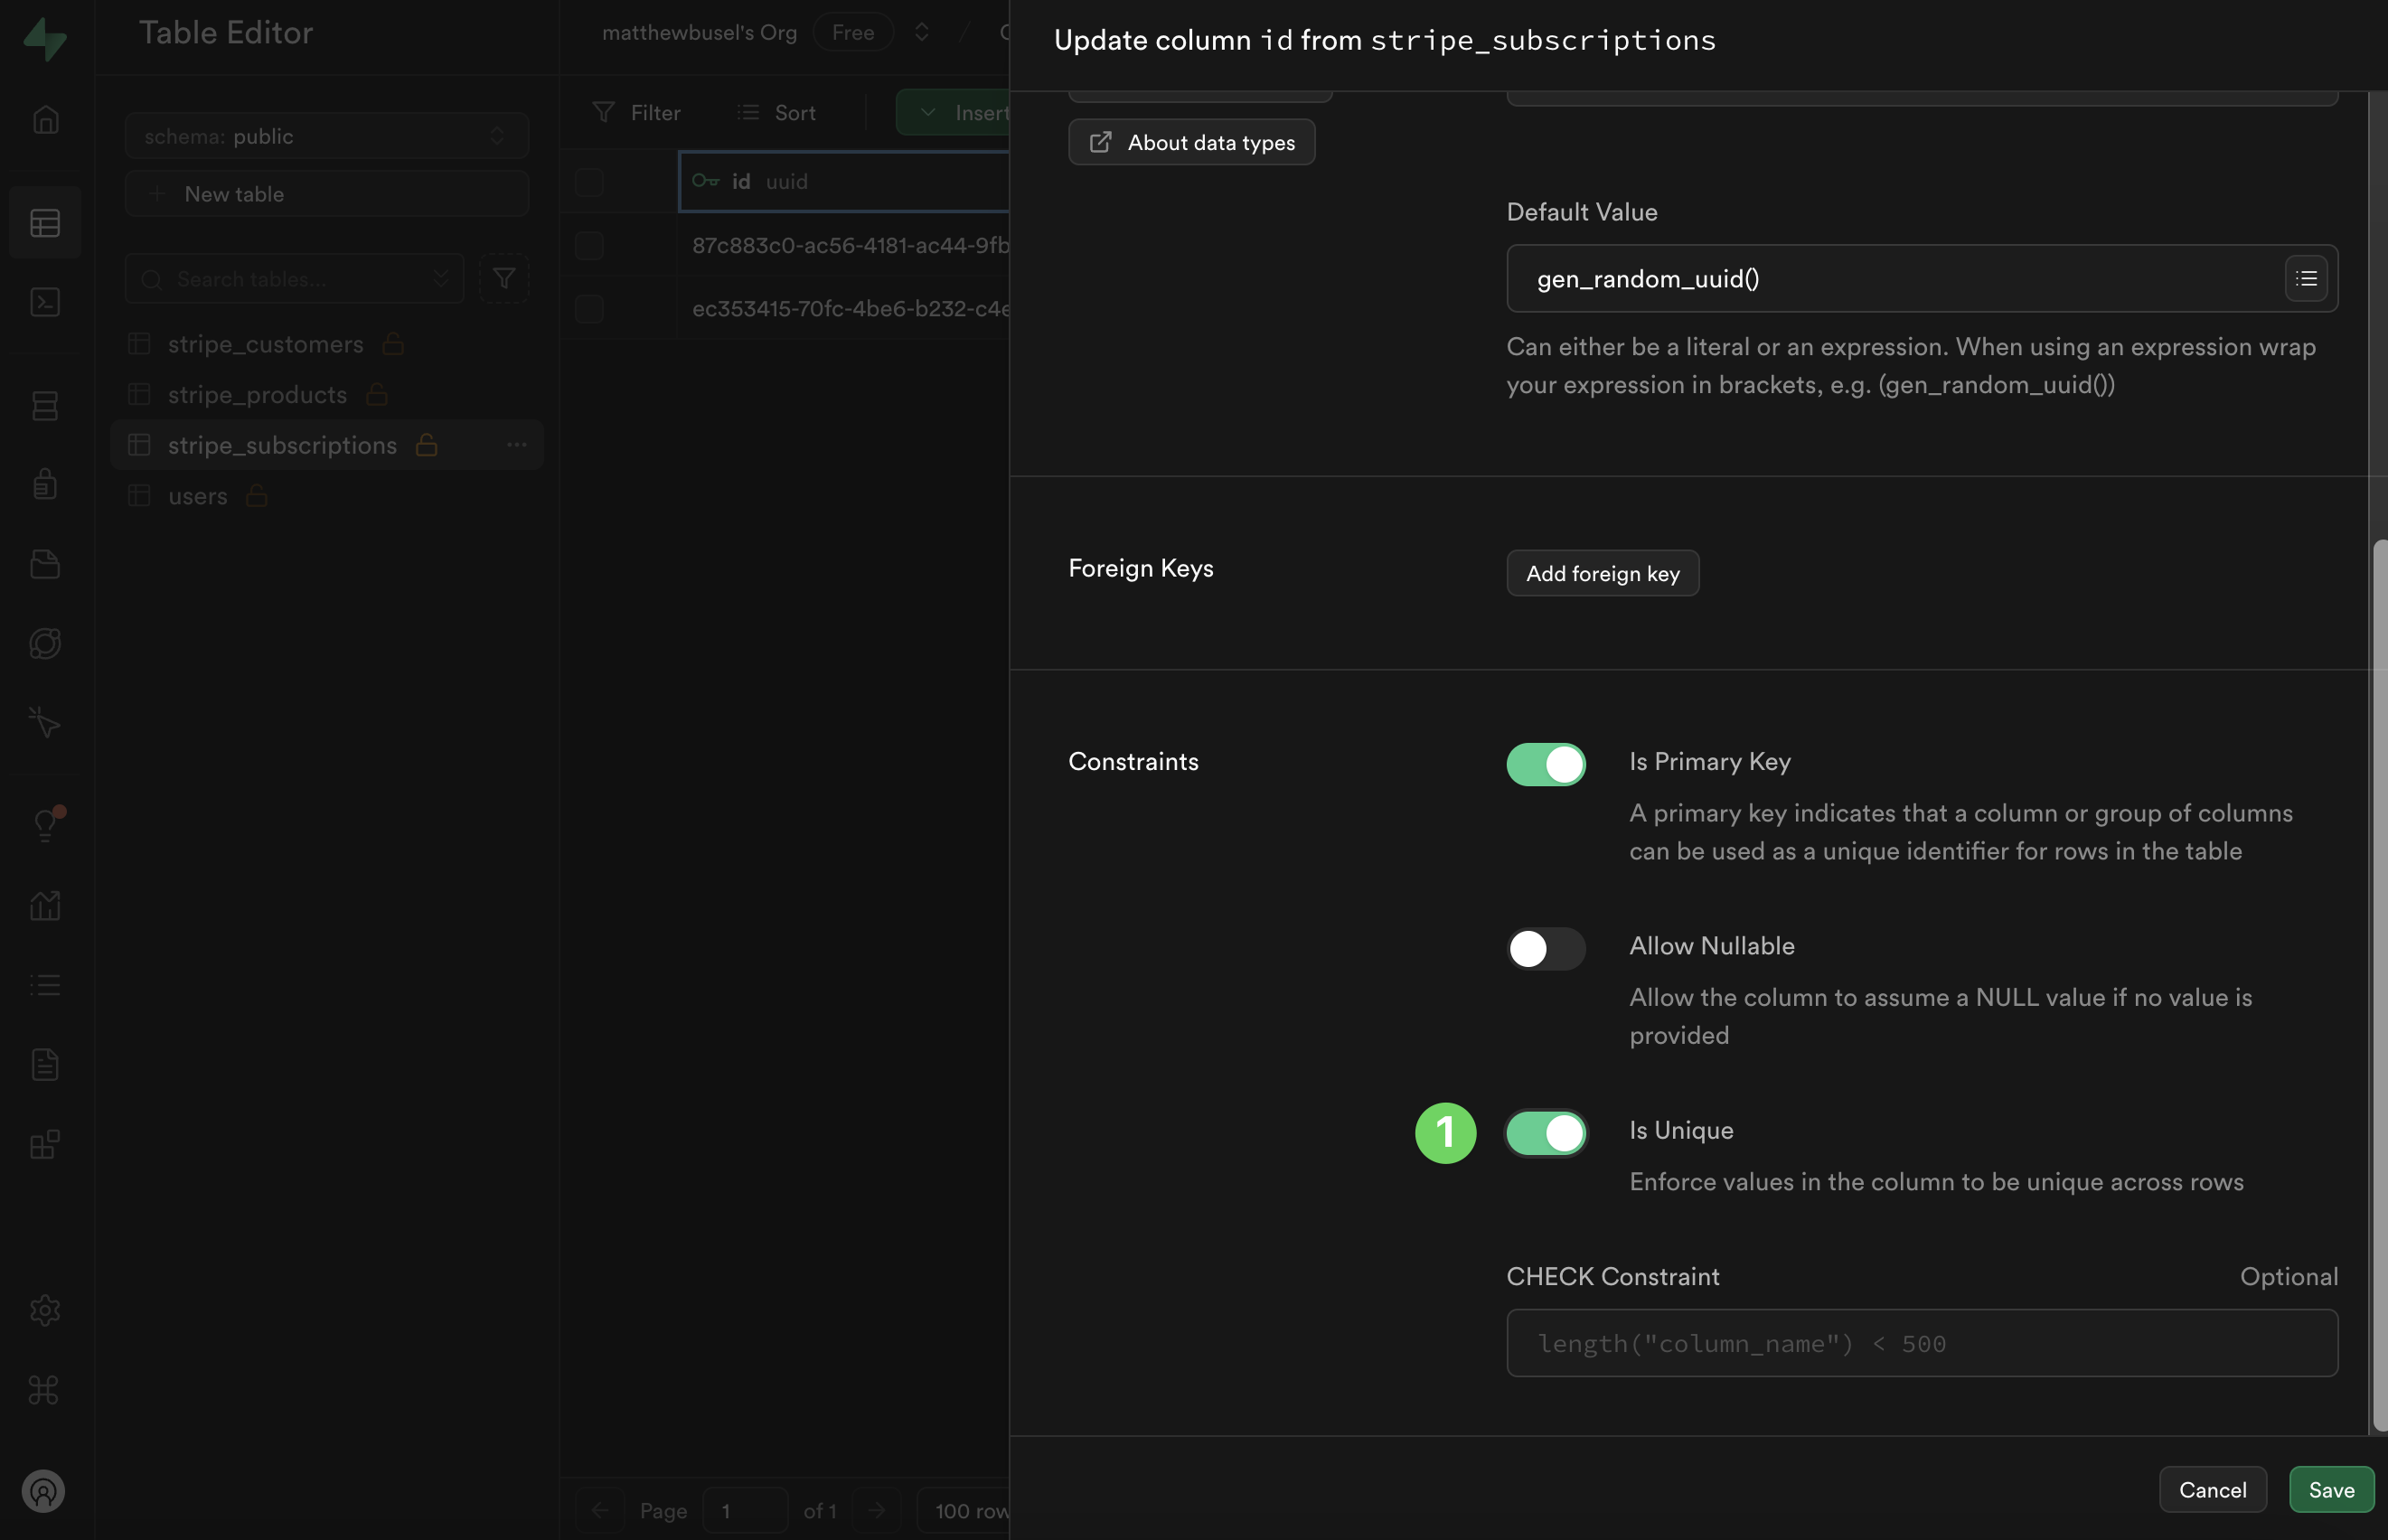 Table Editor
matthewbusel's Org Free /
schema: public
New table
Search tables...
stripe_customers
stripe_products
stripe_subscriptions
users
Filter Sort Insert
id uuid
87c883c0-ac56-4181-ac44-9fb
ec353415-70fc-4be6-b232-c4e
Page 1 of 1 100 row
Update column id from stripe_subscriptions
About data types
Default Value
gen_random_uuid()
Can either be a literal or an expression. When using an expression wrap
your expression in brackets, e.g. (gen_random_uuid())
Foreign Keys
Add foreign key
Constraints
Is Primary Key
A primary key indicates that a column or group of columns
can be used as a unique identifier for rows in the table
Allow Nullable
Allow the column to assume a NULL value if no value is
provided
1
Is Unique
Enforce values in the column to be unique across rows
CHECK Constraint Optional
length("column_name") < 500
Cancel Save